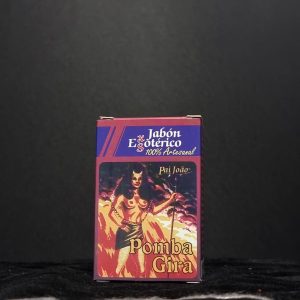 Jabón
Esotérico
100% Artesanal
Pai João
Pomba
Gira